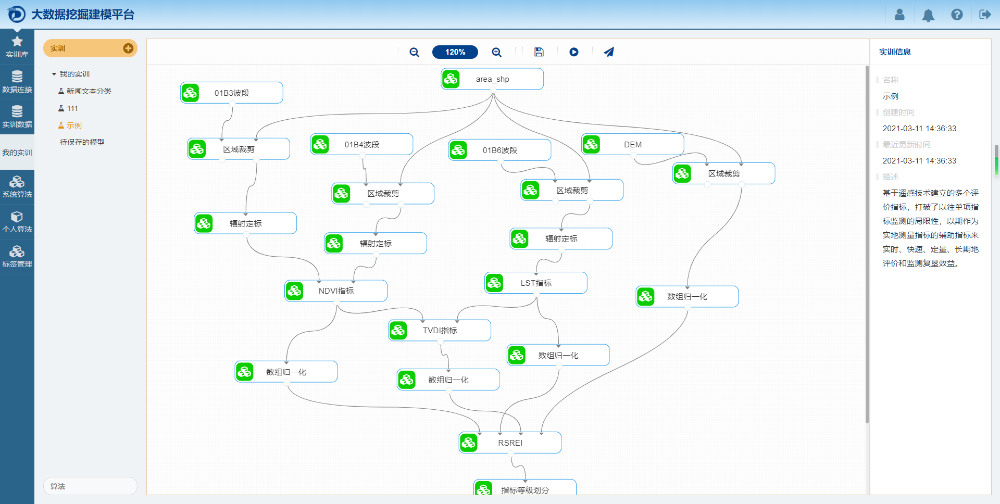 大数据挖掘建模平台
实训库
数据连接
实训数据
我的实训
系统算法
个人算法
标签管理
实训
我的实训
新闻文本分类
111
示例
待保存的模型
算法
120%
area_shp
01B3波段
区域裁剪
01B4波段
01B6波段
DEM
区域裁剪
区域裁剪
区域裁剪
辐射定标
辐射定标
辐射定标
NDVI指标
LST指标
数组归一化
TVDI指标
数组归一化
数组归一化
数组归一化
RSREI
指标等级划分
实训信息
名称
示例
创建时间
2021-03-11 14:36:33
最近更新时间
2021-03-11 14:36:33
描述
基于遥感技术建立的多个评
价指标，打破了以往单项指
标监测的局限性，以期作为
实地测量指标的辅助指标来
实时、快速、定量、长期地
评价和监测复垦效益。